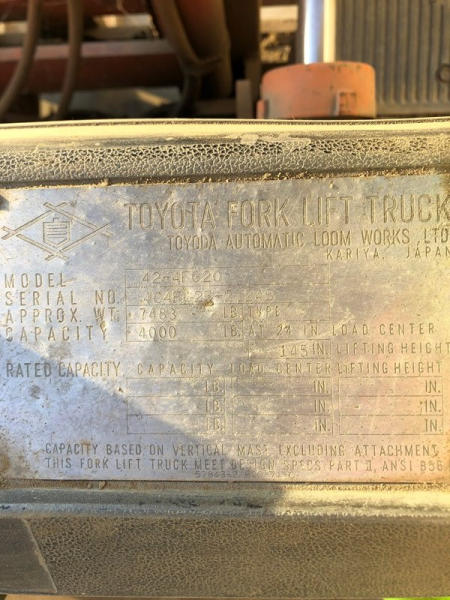 TOYOTA FORK LIFT TRUCK
TOYODA AUTOMATIC LOOM WORKS, LTD
KARIYA, JAPAN
MODEL
SERIAL NO.
APPROX. WT. 7483 LB. TYPE
CAPACITY 4000 LB. AT 24 IN LOAD CENTER
145 IN. LIFTING HEIGHT
RATED CAPACITY CAPACITY LOAD CENTER LIFTING HEIGHT
LB. IN. IN.
LB. IN. IN.
LB. IN. IN.
CAPACITY BASED ON VERTICAL MAST EXCLUDING ATTACHMENT
THIS FORK LIFT TRUCK MEET DESIGN SPECS PART II, ANSI B56